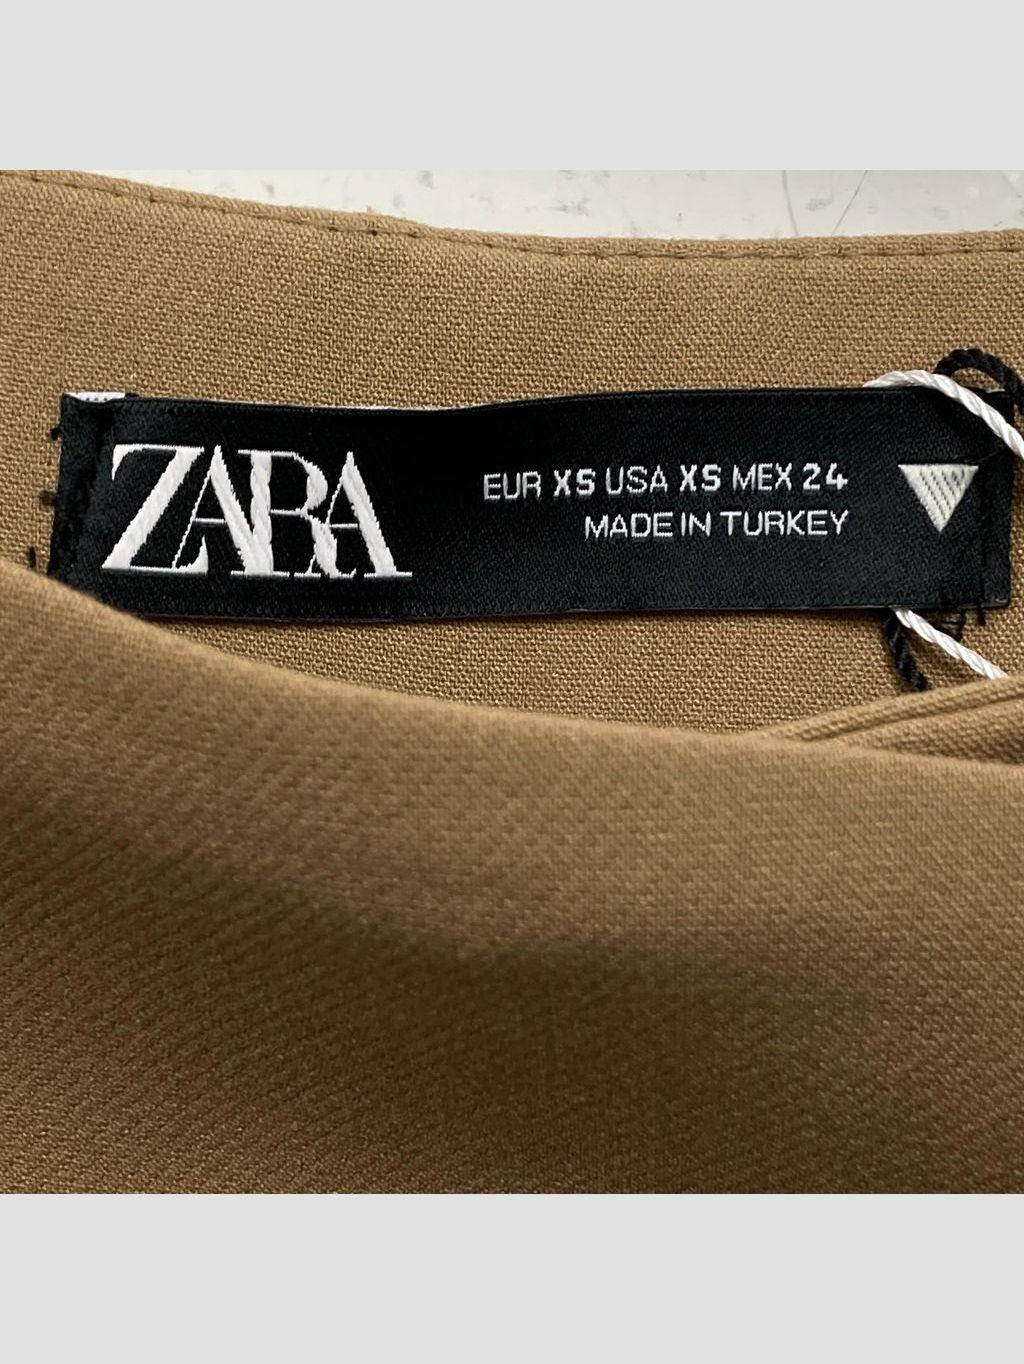 ZARA
EUR XS USA XS MEX 24
MADE IN TURKEY